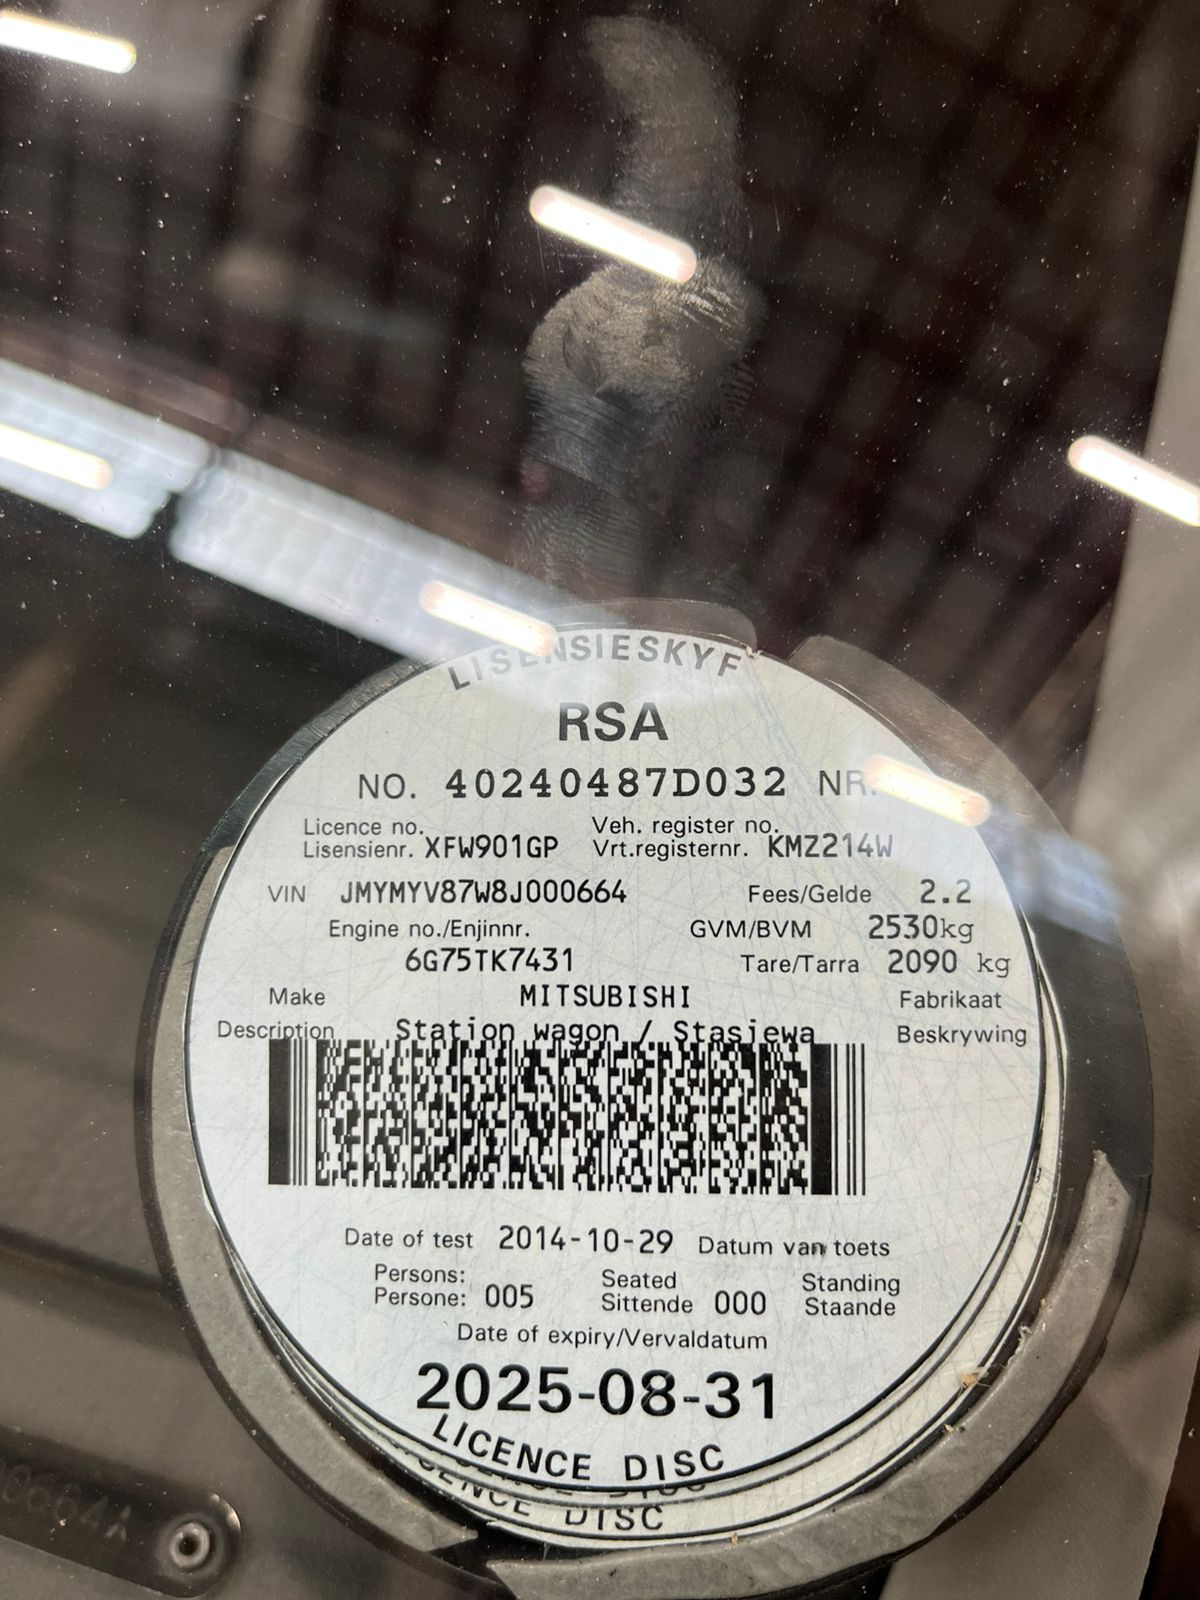 LISENSIESKYF
RSA
NO. 40240487D032 NR.
Licence no. Veh. register no.
Lisensienr. XFW901GP Vrt.registernr. KMZ214W
VIN JMYMYV87W8J000664 Fees/Gelde 2.2
Engine no./Enjinnr. GVM/BVM 2530kg
6G75TK7431 Tare/Tarra 2090 kg
Make MITSUBISHI Fabrikaat
Description Station wagon / Stasiewa Beskrywing
Date of test 2014-10-29 Datum van toets
Persons: Seated Standing
Persone: 005 Sittende 000 Staande
Date of expiry/Vervaldatum
2025-08-31
LICENCE DISC
DISC